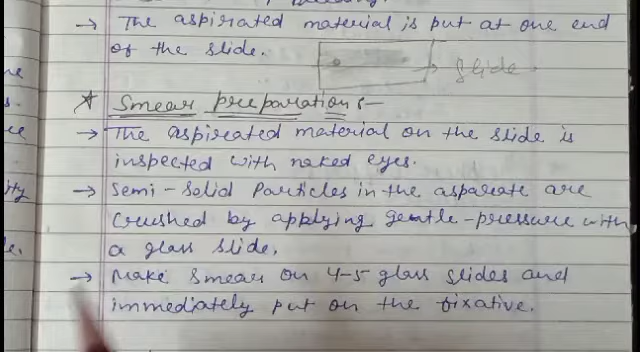 → The aspirated material is put at one end
of the slide.
→ slide.
* Smear preparation :-
→ The aspireated material on the slide is
inspected with naked eyes.
→ Semi-Solid Particles in the aspareate are
Crushed by applying gentle-pressure with
a glass slide.
→ Make smear on 4-5 glass slides and
immediately put on the fixative.